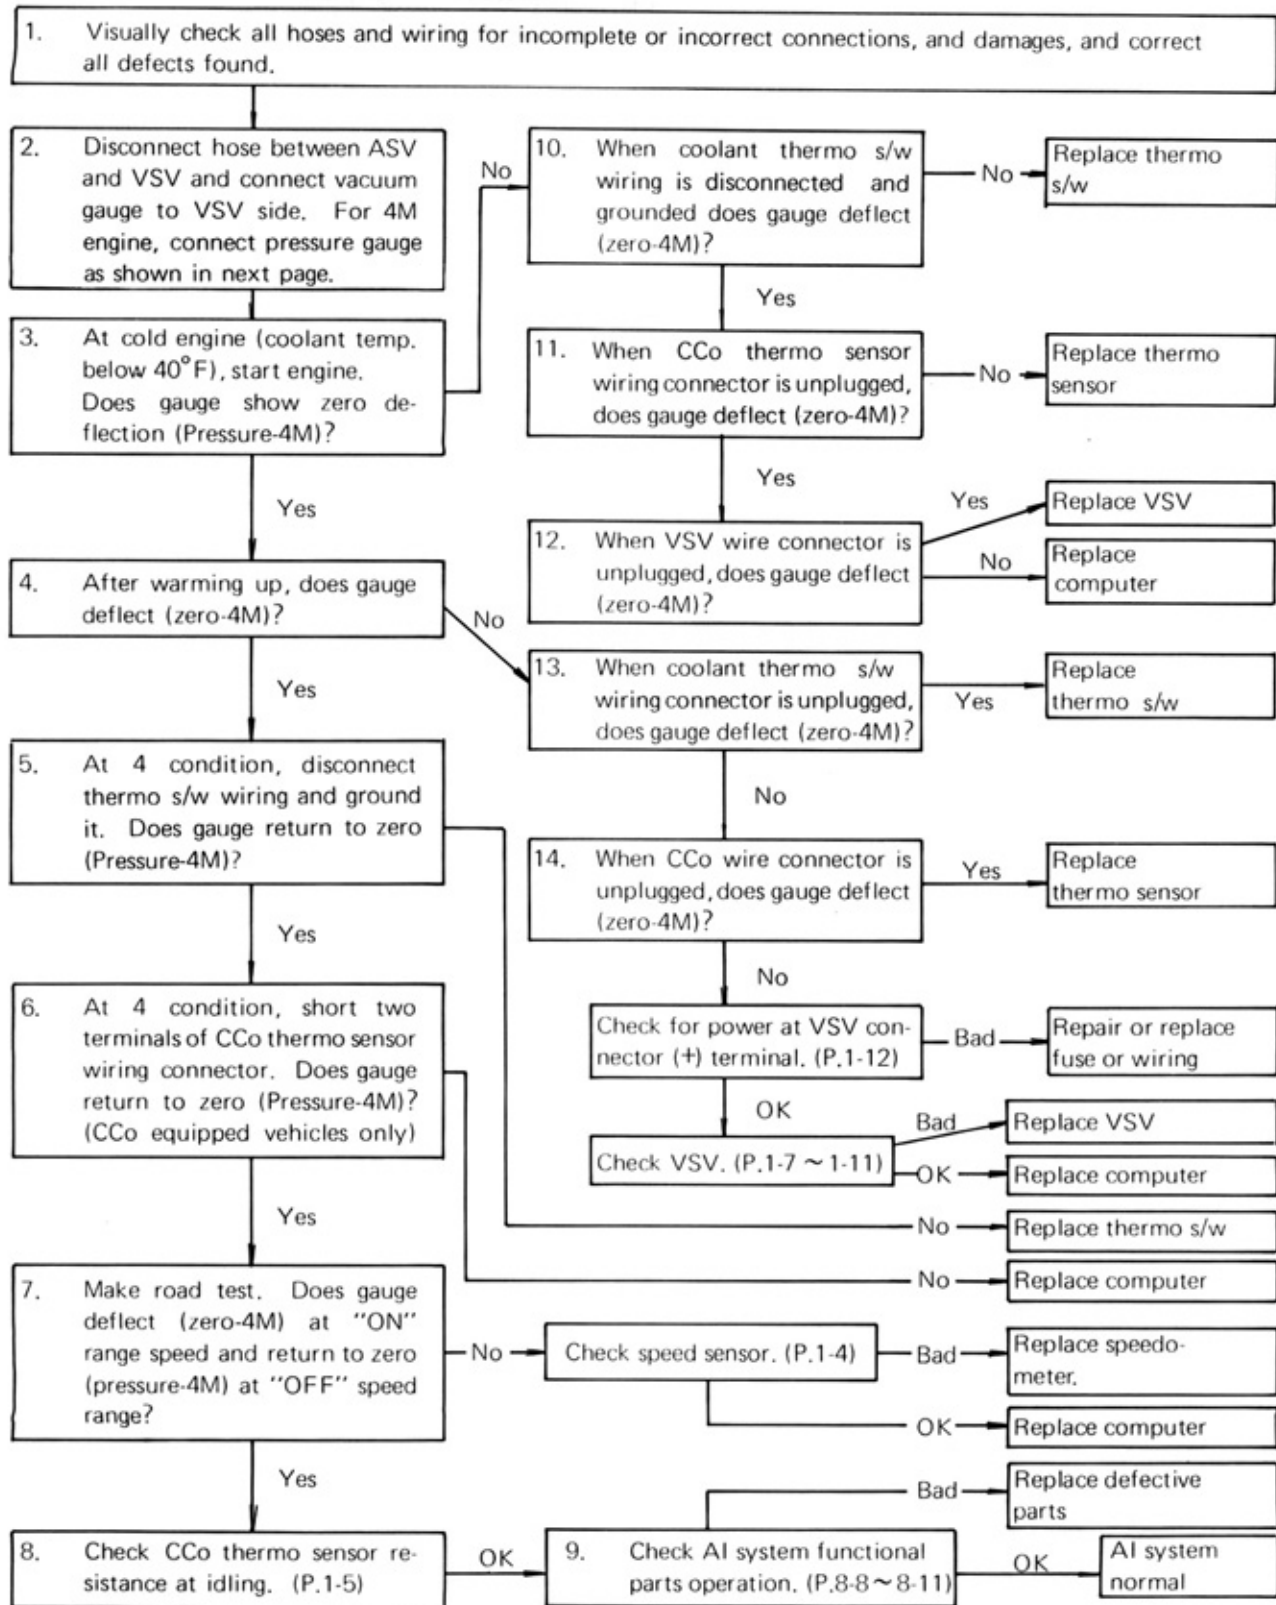 1. Visually check all hoses and wiring for incomplete or incorrect connections, and damages, and correct
all defects found.
2. Disconnect hose between ASV
and VSV and connect vacuum
gauge to VSV side. For 4M
engine, connect pressure gauge
as shown in next page.
No
10. When coolant thermo s/w
wiring is disconnected and
grounded does gauge deflect
(zero-4M)?
No
Replace thermo
s/w
Yes
3. At cold engine (coolant temp.
below 40°F), start engine.
Does gauge show zero de-
flection (Pressure-4M)?
11. When CCo thermo sensor
wiring connector is unplugged,
does gauge deflect (zero-4M)?
No
Replace thermo
sensor
Yes
Yes
12. When VSV wire connector is
unplugged, does gauge deflect
(zero-4M)?
Yes
Replace VSV
No
Replace
computer
4. After warming up, does gauge
deflect (zero-4M)?
No
Yes
13. When coolant thermo s/w
wiring connector is unplugged,
does gauge deflect (zero-4M)?
Yes
Replace
thermo s/w
No
5. At 4 condition, disconnect
thermo s/w wiring and ground
it. Does gauge return to zero
(Pressure-4M)?
14. When CCo wire connector is
unplugged, does gauge deflect
(zero-4M)?
Yes
Replace
thermo sensor
Yes
No
6. At 4 condition, short two
terminals of CCo thermo sensor
wiring connector. Does gauge
return to zero (Pressure-4M)?
(CCo equipped vehicles only)
Check for power at VSV con-
nector (+) terminal. (P.1-12)
Bad
Repair or replace
fuse or wiring
OK
Check VSV. (P.1-7 ~ 1-11)
Bad
Replace VSV
OK
Replace computer
Yes
No
Replace thermo s/w
No
Replace computer
7. Make road test. Does gauge
deflect (zero-4M) at "ON"
range speed and return to zero
(pressure-4M) at "OFF" speed
range?
No
Check speed sensor. (P.1-4)
Bad
Replace speedo-
meter.
OK
Replace computer
Yes
Bad
Replace defective
parts
8. Check CCo thermo sensor re-
sistance at idling. (P.1-5)
OK
9. Check AI system functional
parts operation. (P.8-8 ~ 8-11)
OK
AI system
normal